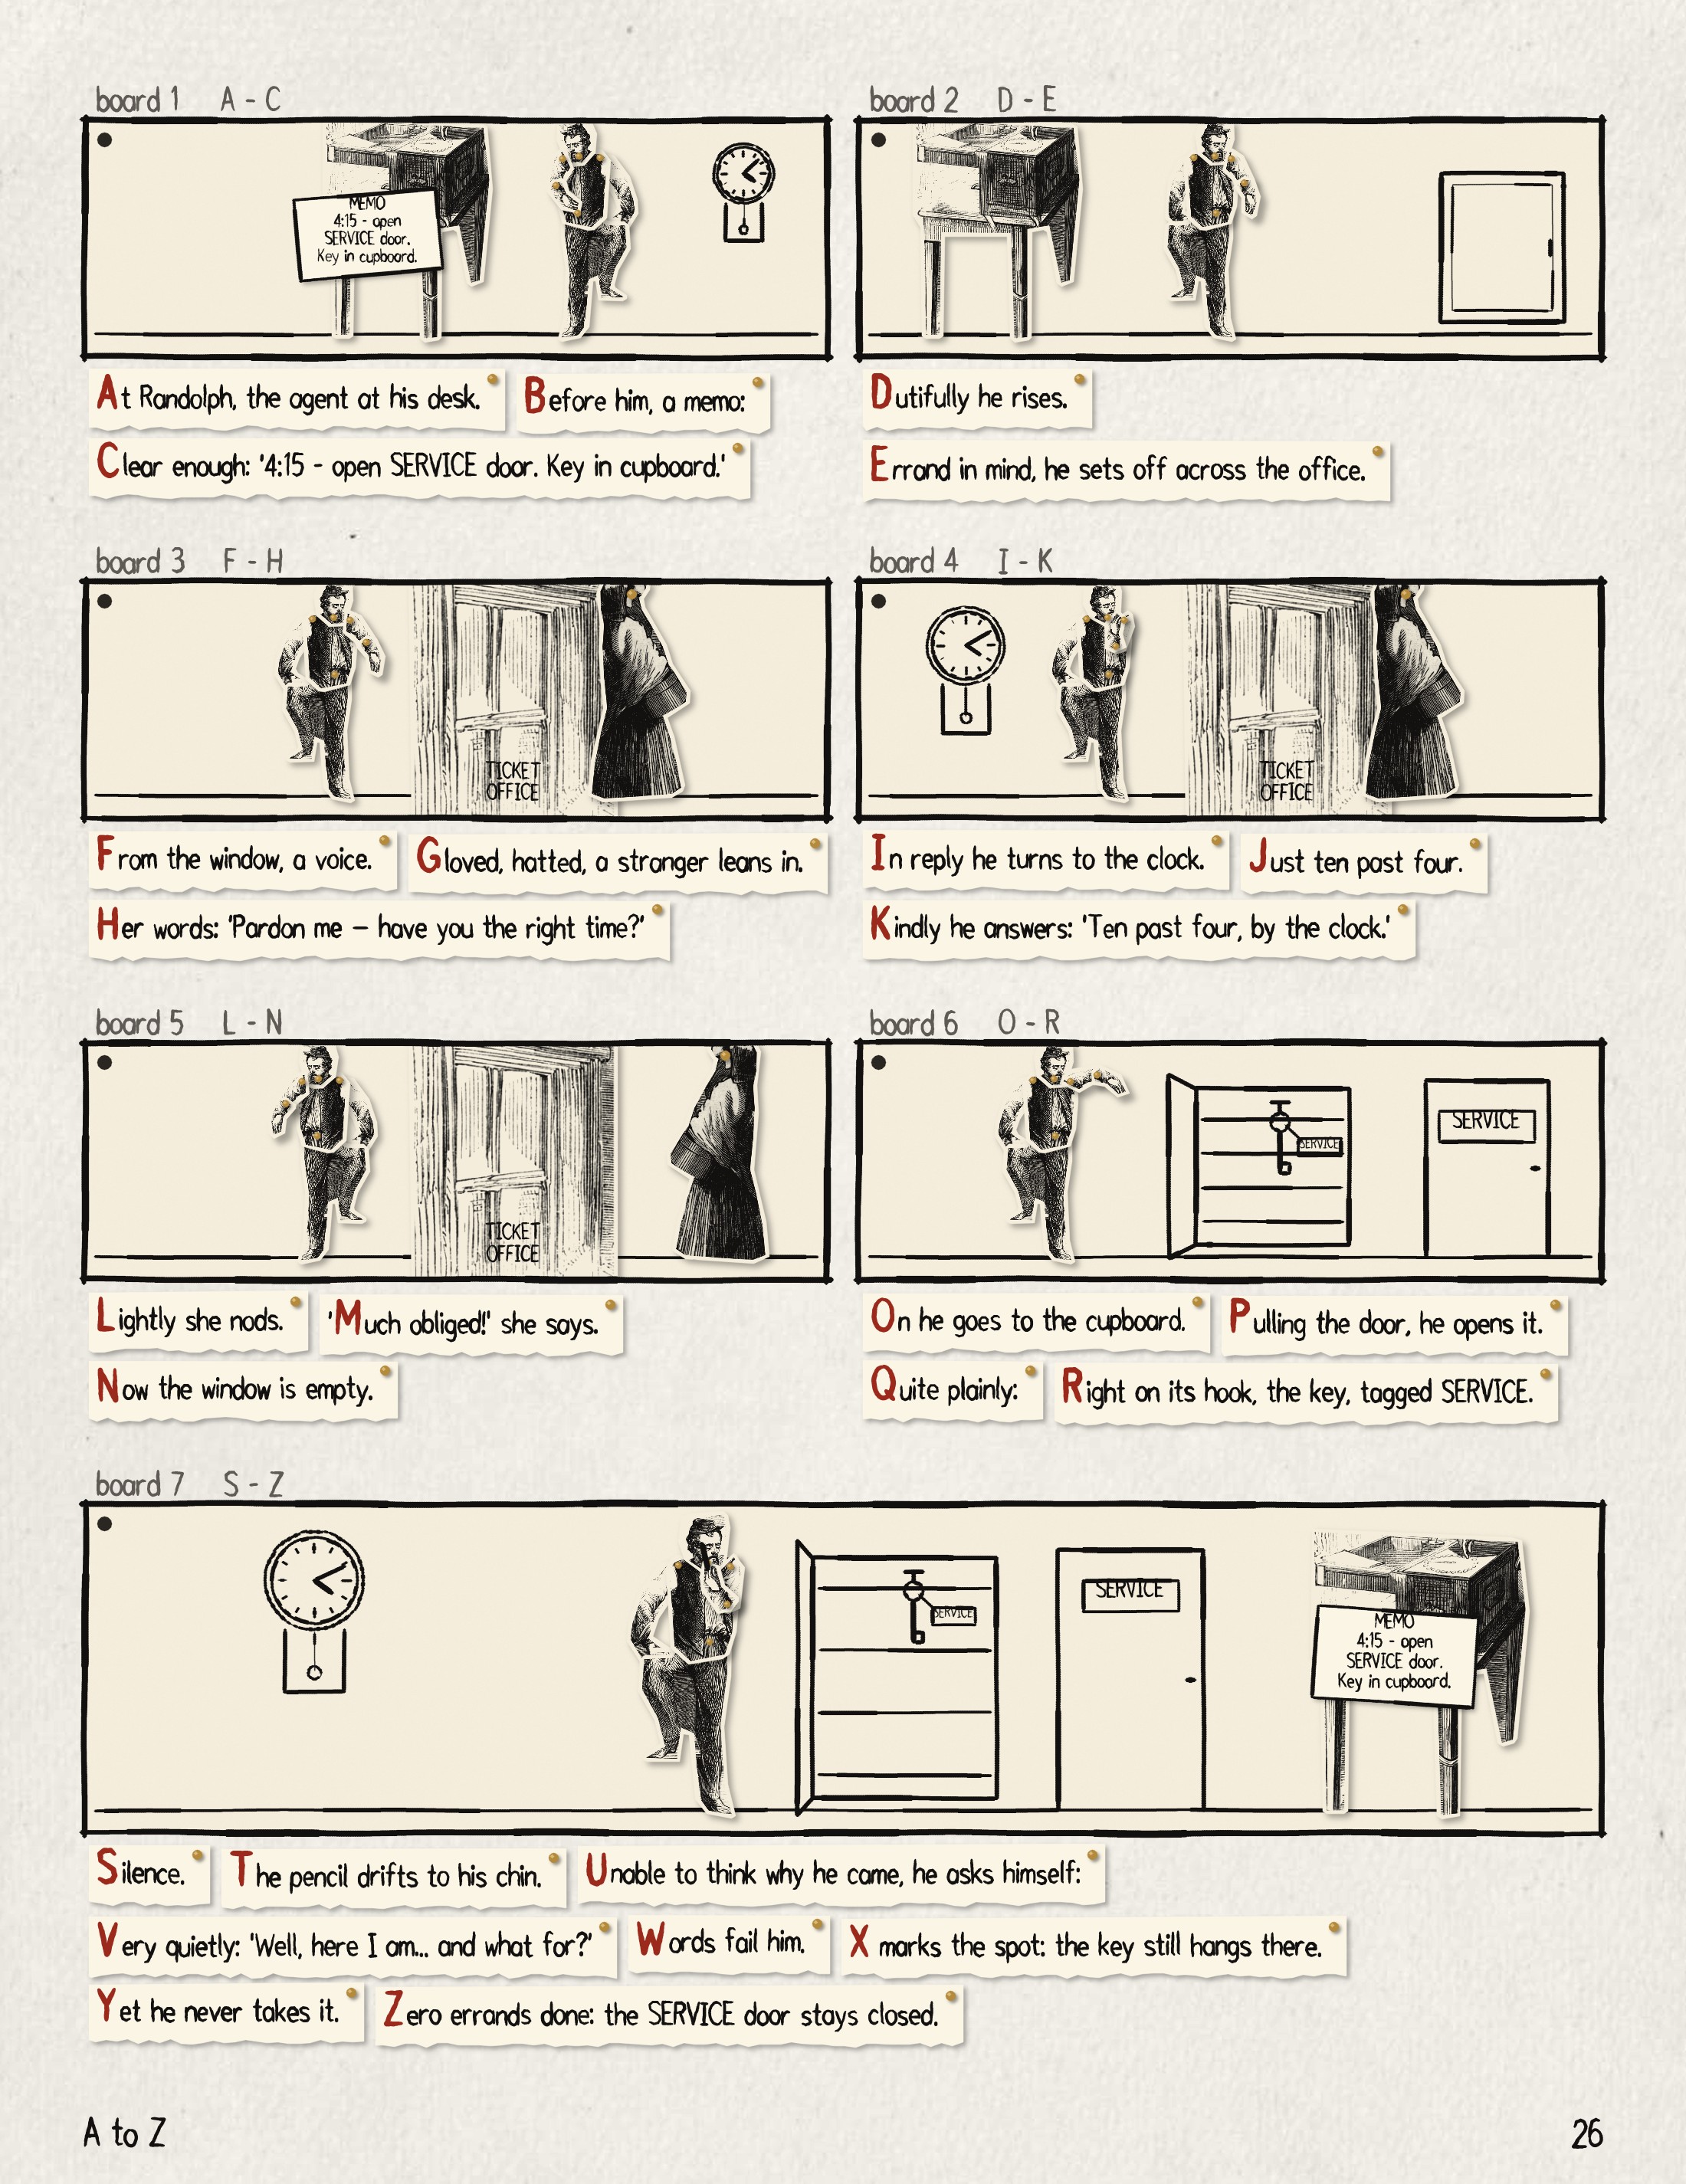 board 1 A - C
MEMO
4:15 - open
SERVICE door.
Key in cupboard.
At Randolph, the agent at his desk.
Before him, a memo:
Clear enough: '4:15 - open SERVICE door. Key in cupboard.'
board 2 D - E
Dutifully he rises.
Errand in mind, he sets off across the office.
board 3 F - H
TICKET
OFFICE
From the window, a voice.
Gloved, hatted, a stranger leans in.
Her words: 'Pardon me – have you the right time?'
board 4 I - K
TICKET
OFFICE
In reply he turns to the clock.
Just ten past four.
Kindly he answers: 'Ten past four, by the clock.'
board 5 L - N
TICKET
OFFICE
Lightly she nods.
'Much obliged!' she says.
Now the window is empty.
board 6 O - R
SERVICE
SERVICE
On he goes to the cupboard.
Pulling the door, he opens it.
Quite plainly:
Right on its hook, the key, tagged SERVICE.
board 7 S - Z
SERVICE
SERVICE
MEMO
4:15 - open
SERVICE door.
Key in cupboard.
Silence.
The pencil drifts to his chin.
Unable to think why he came, he asks himself:
Very quietly: 'Well, here I am... and what for?'
Words fail him.
X marks the spot: the key still hangs there.
Yet he never takes it.
Zero errands done: the SERVICE door stays closed.
A to Z
26